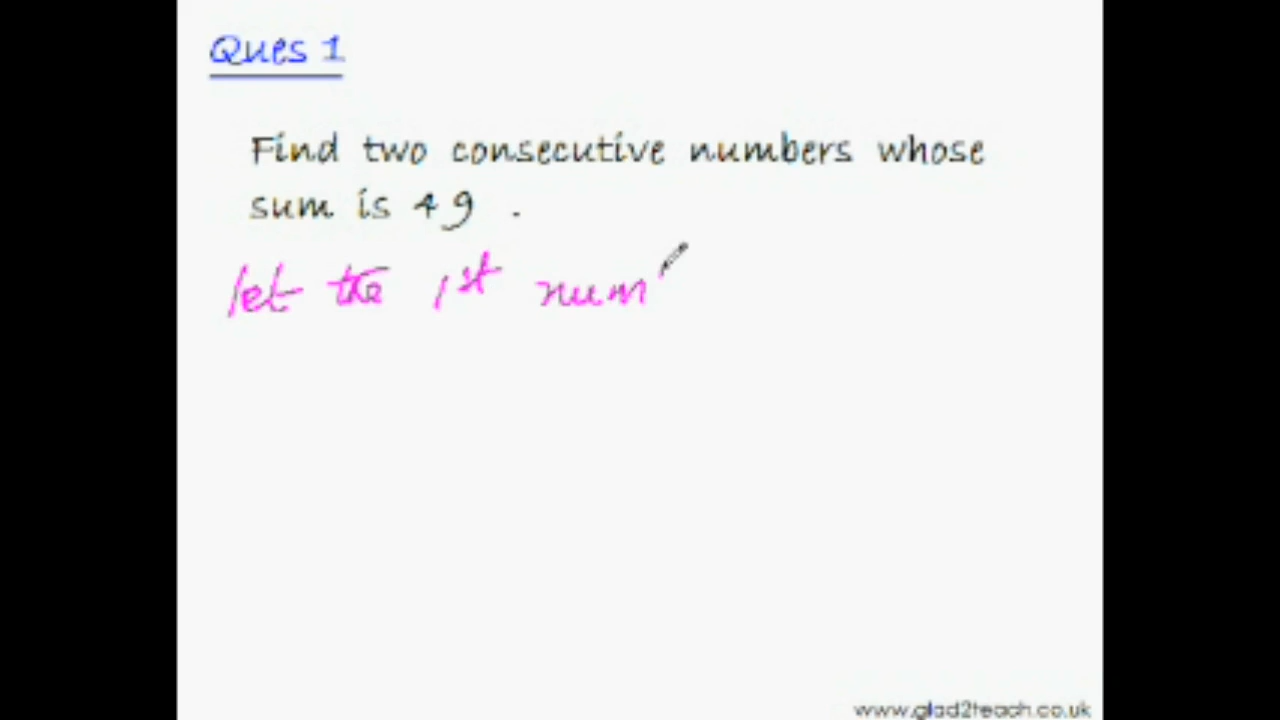 Ques 1
Find two consecutive numbers whose
sum is 49 .
let the 1st num
www.glad2teach.co.uk